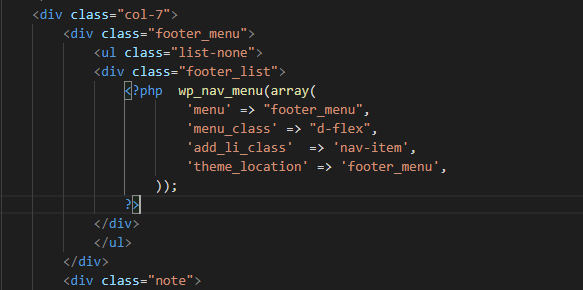 <div class="col-7">
<div class="footer_menu">
<ul class="list-none">
<div class="footer_list">
<?php  wp_nav_menu(array(
'menu' => "footer_menu",
'menu_class' => "d-flex",
'add_li_class'  => 'nav-item',
'theme_location' => 'footer_menu',
));
?>
</div>
</ul>
</div>
<div class="note">